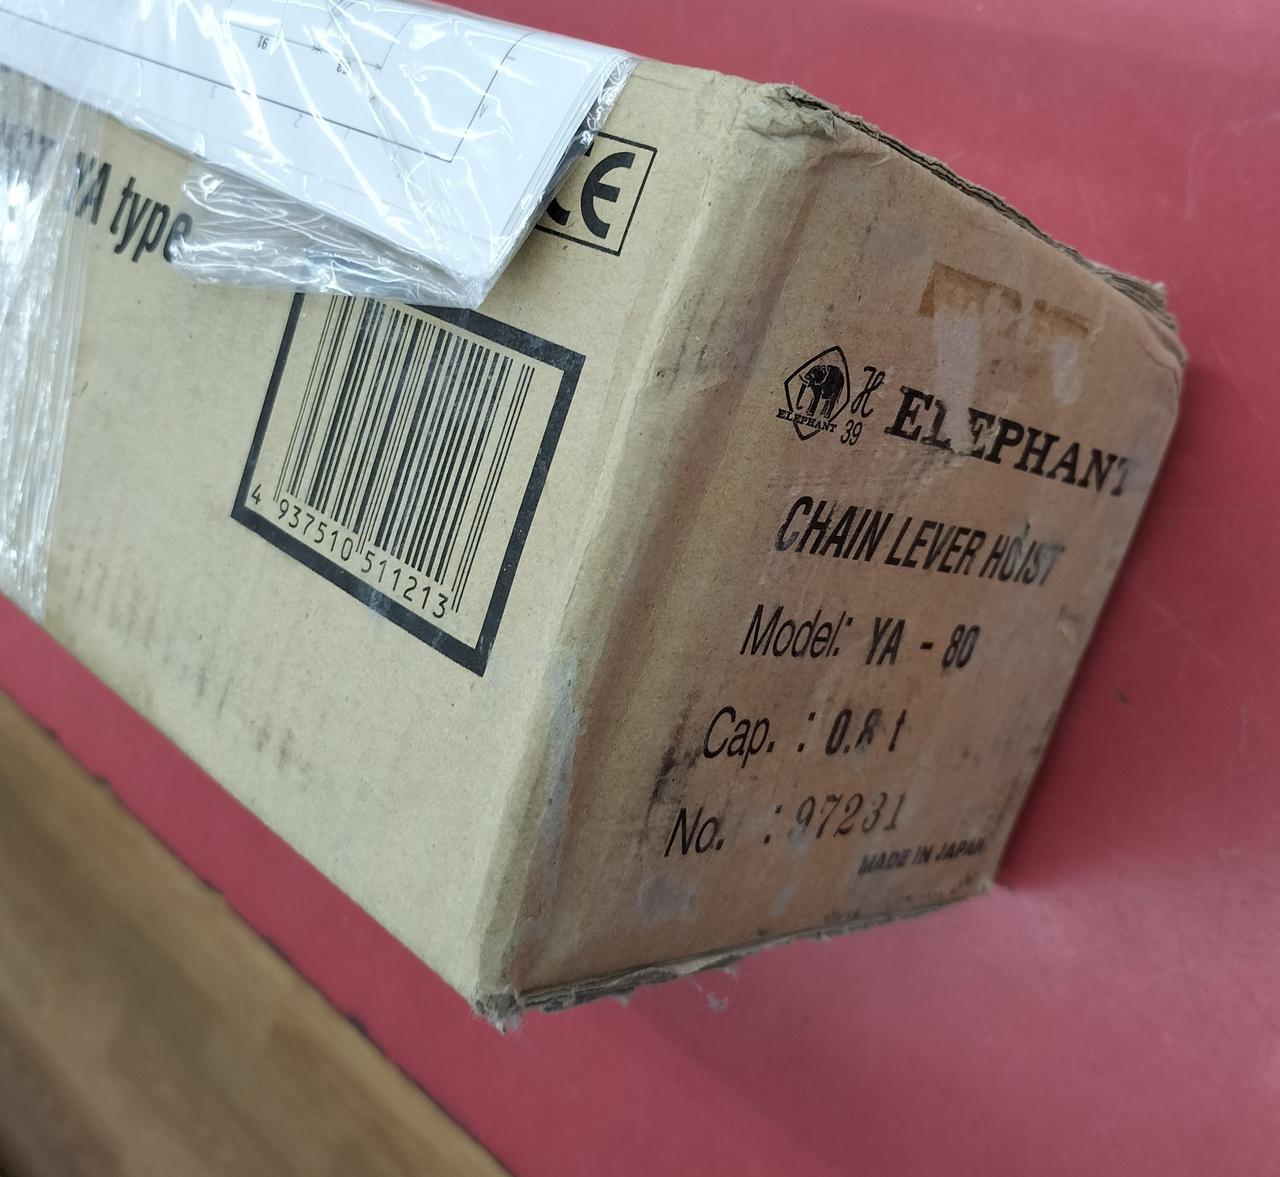 YA type
CE
4 937510 511213
ELEPHANT
H
39
ELEPHANT
CHAIN LEVER HOIST
Model: YA - 80
Cap. : 0.8 t
No. : 97231
MADE IN JAPAN